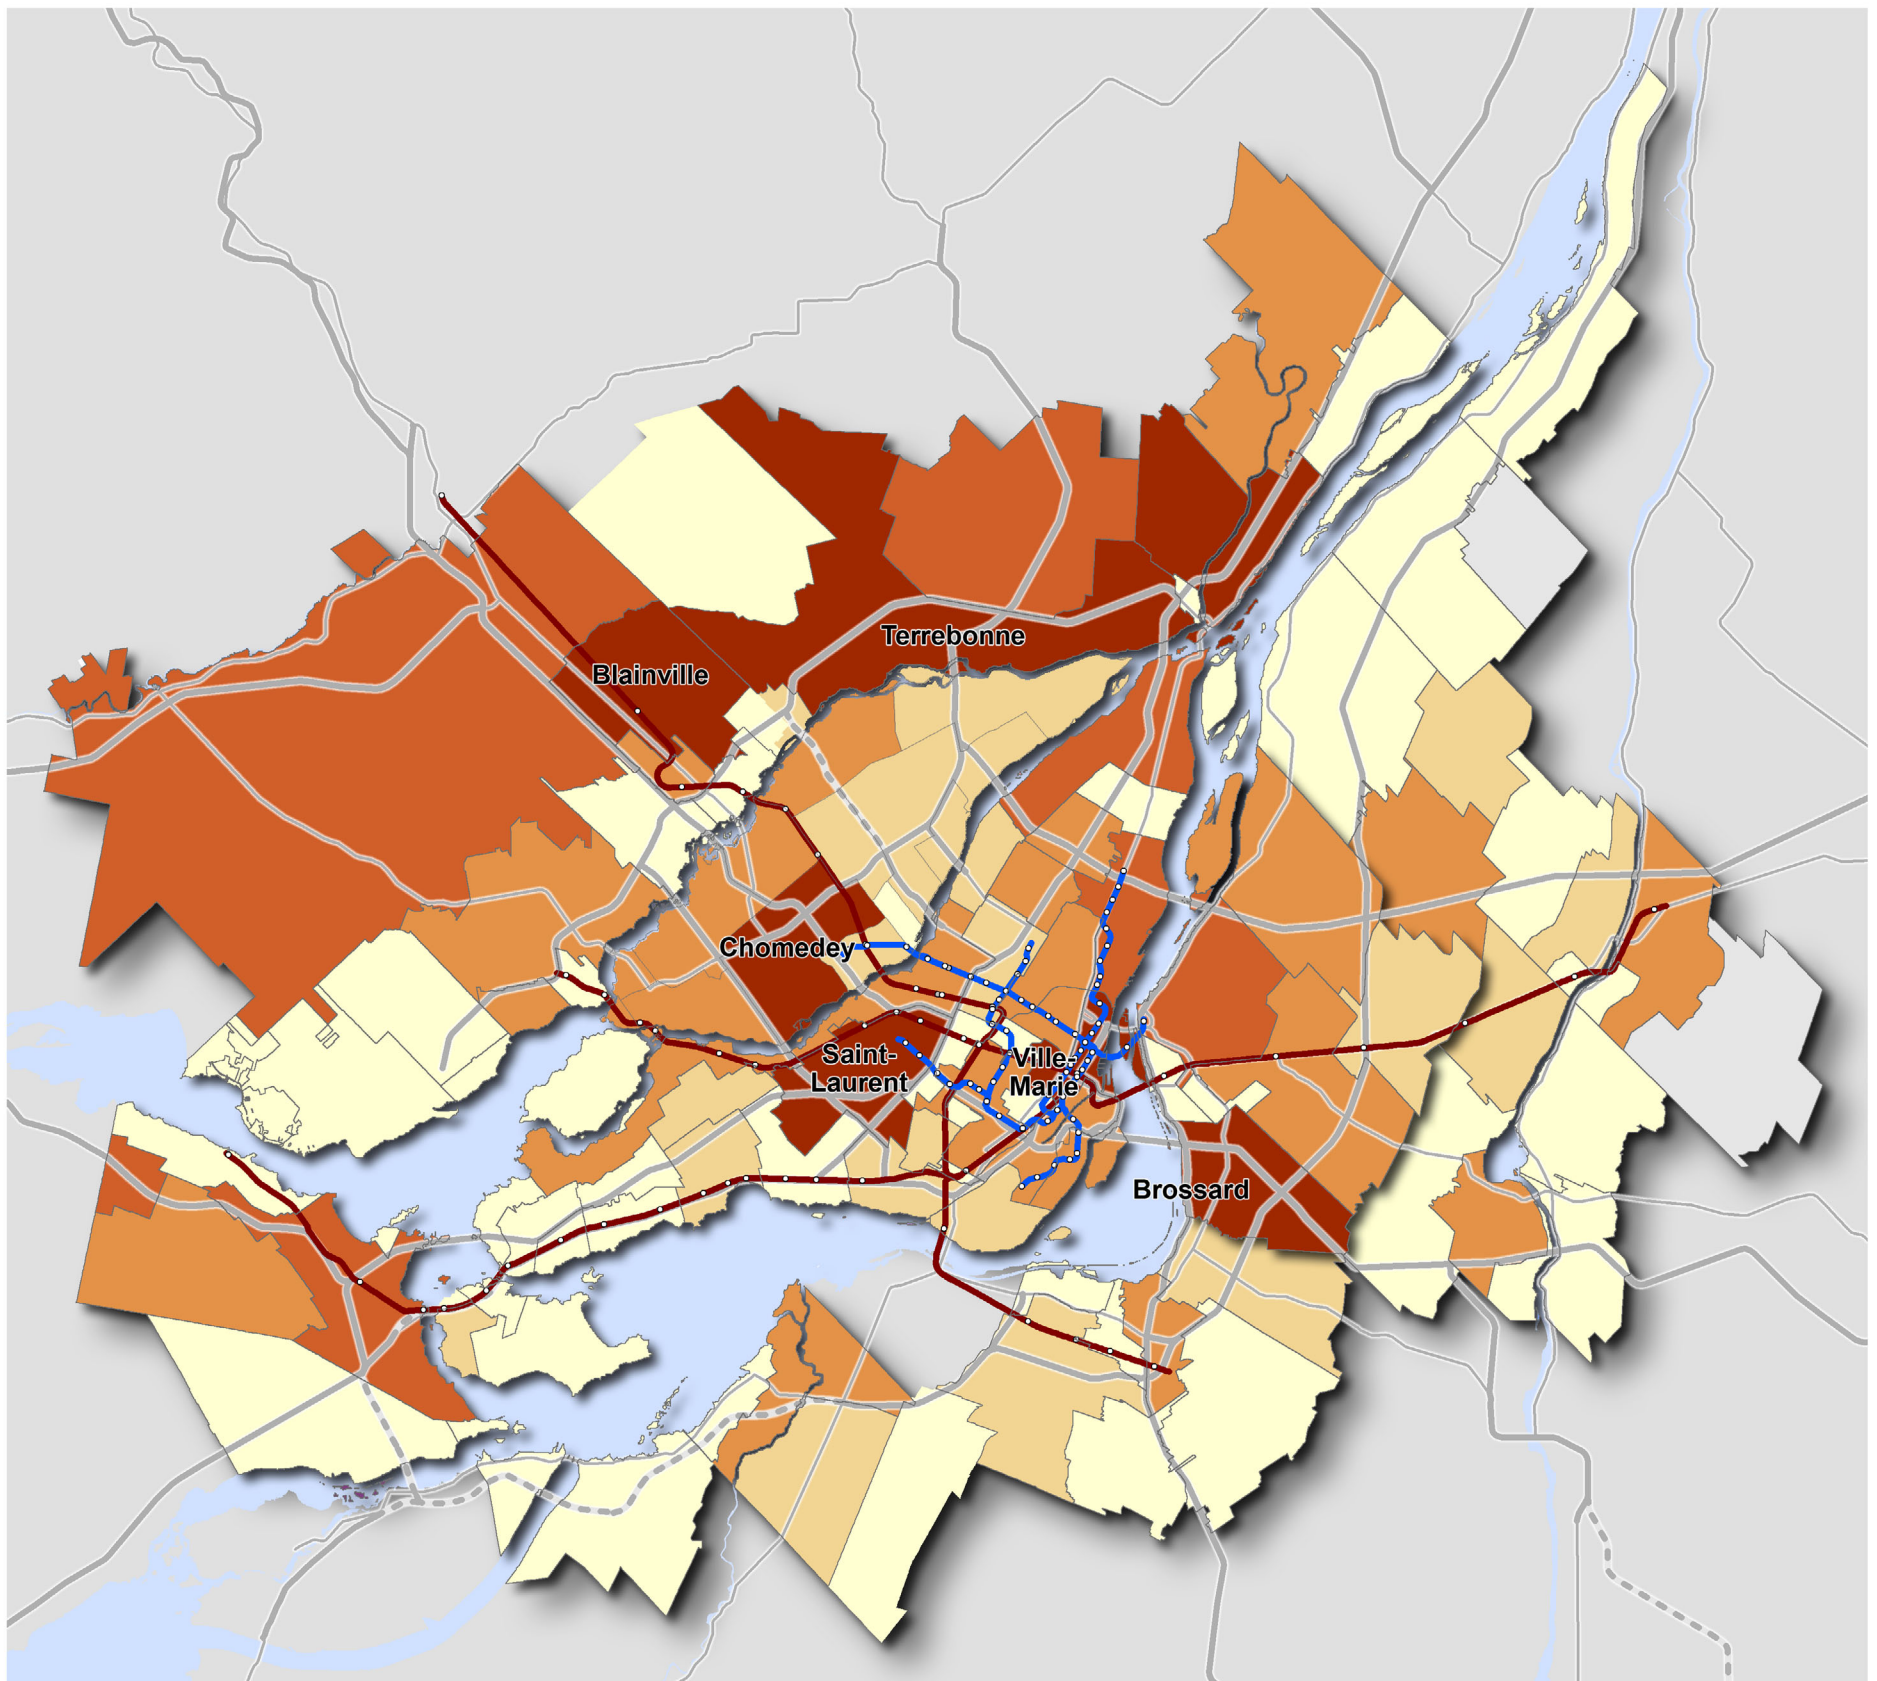 Terrebonne
Blainville
Chomedey
Saint-
Laurent
Ville-
Marie
Brossard